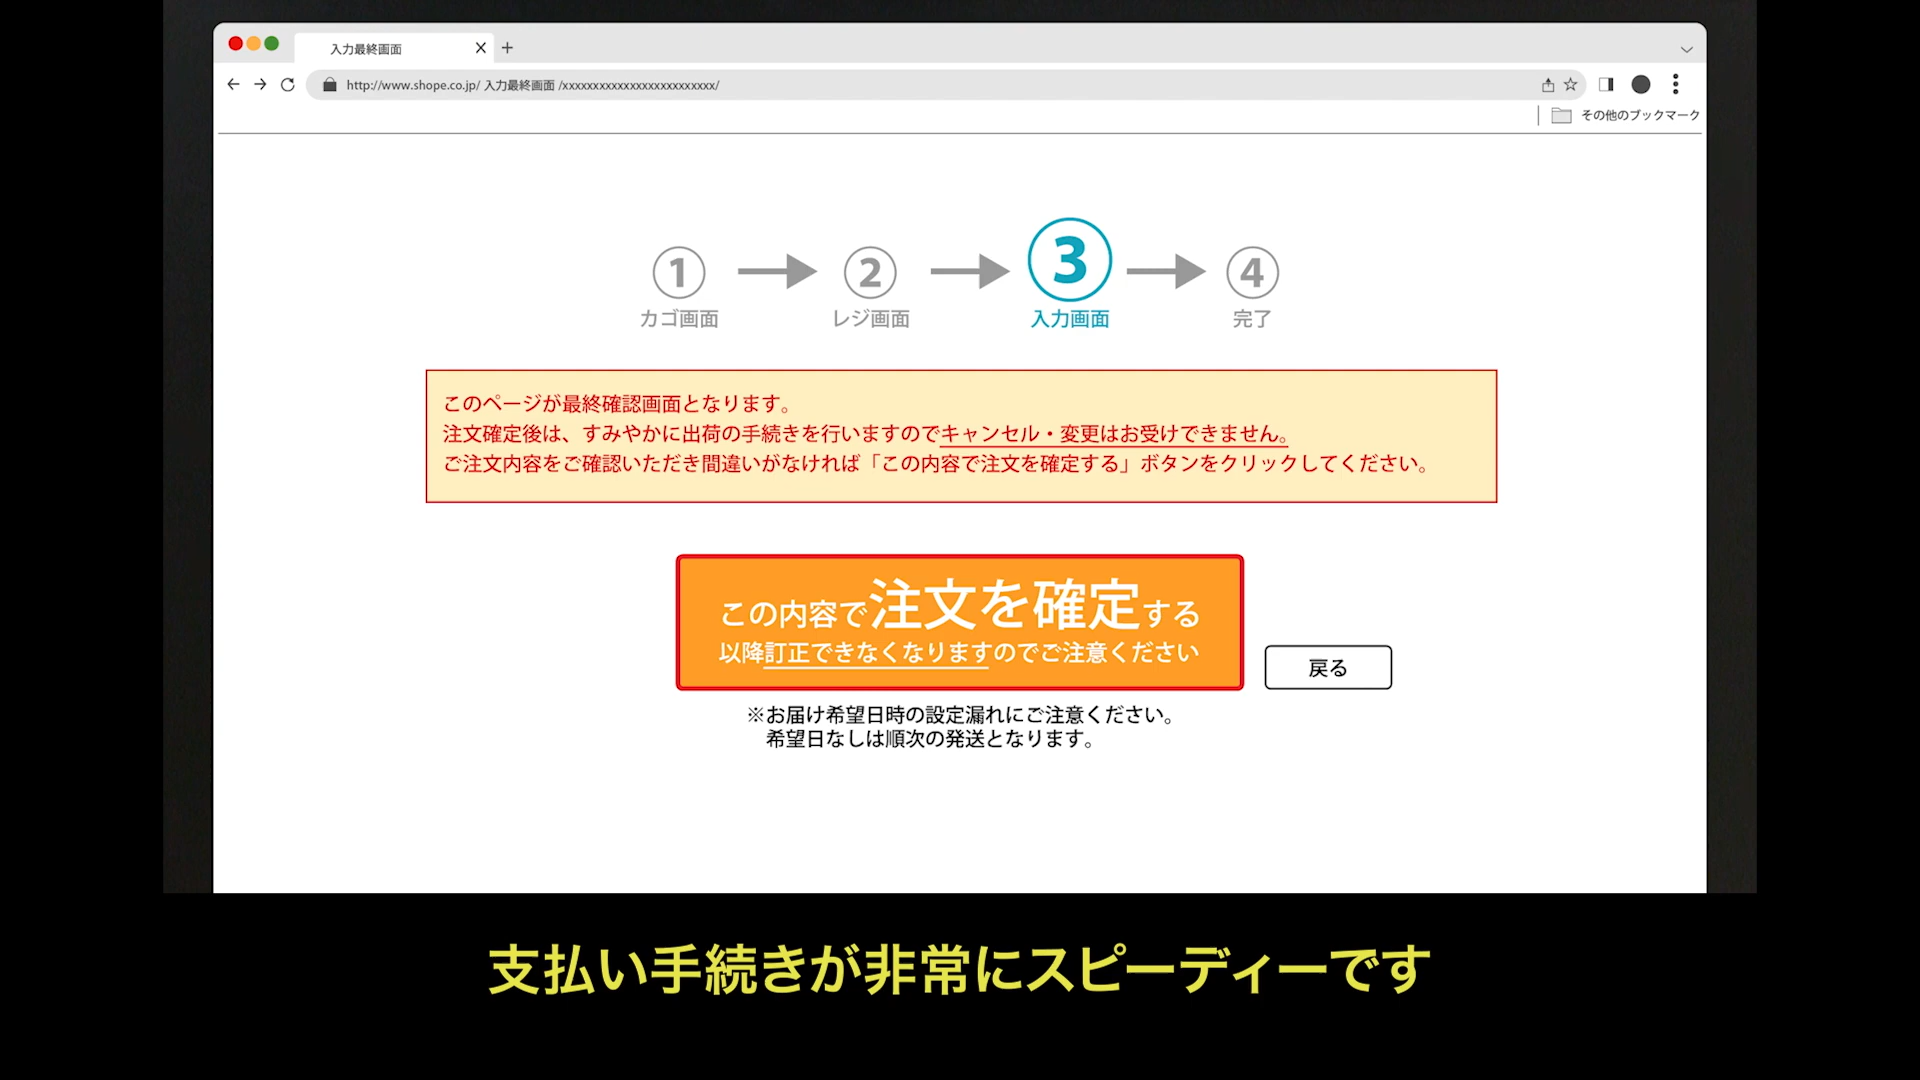 入力最終画面
http://www.shope.co.jp/ 入力最終画面 /xxxxxxxxxxxxxxxxxxxxxxxxx/
その他のブックマーク
1 2 3 4
カゴ画面 レジ画面 入力画面 完了
このページが最終確認画面となります。
注文確定後は、すみやかに出荷の手続きを行いますのでキャンセル・変更はお受けできません。
ご注文内容をご確認いただき間違いがなければ「この内容で注文を確定する」ボタンをクリックしてください。
この内容で注文を確定する
以降訂正できなくなりますのでご注意ください
戻る
※お届け希望日時の設定漏れにご注意ください。
希望日なしは順次の発送となります。
支払い手続きが非常にスピーディーです